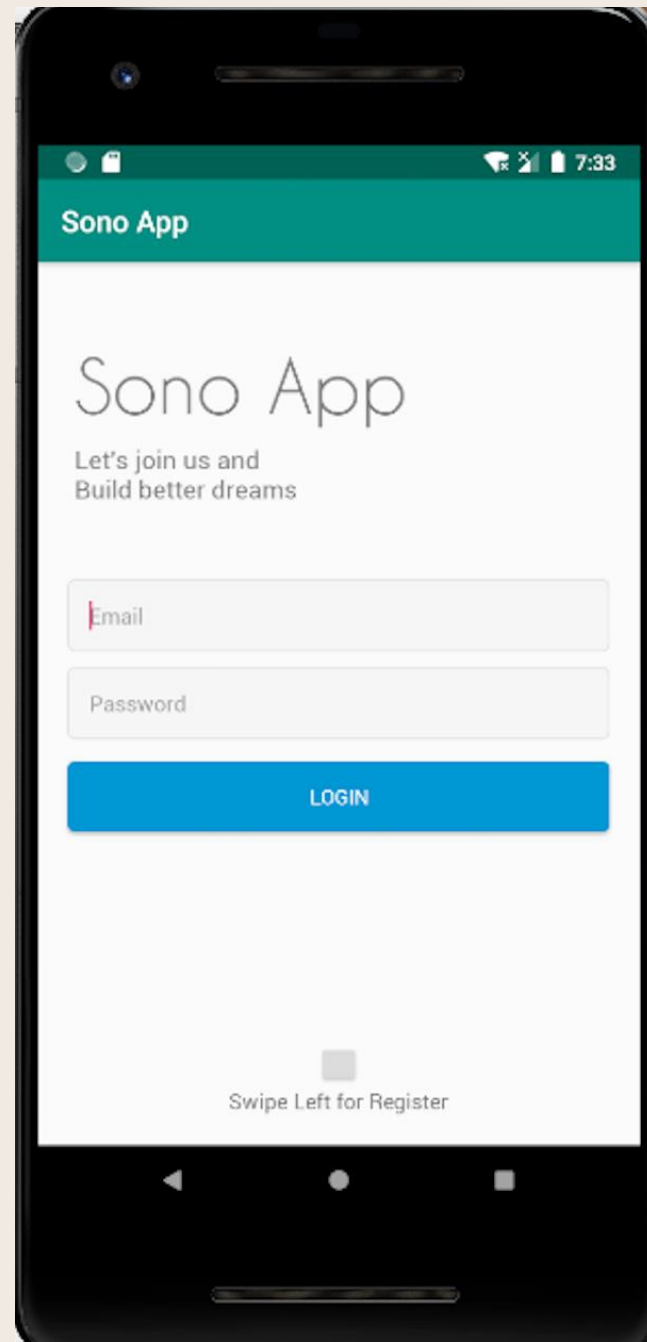 7:33
Sono App
Sono App
Let's join us and
Build better dreams
Email
Password
LOGIN
Swipe Left for Register